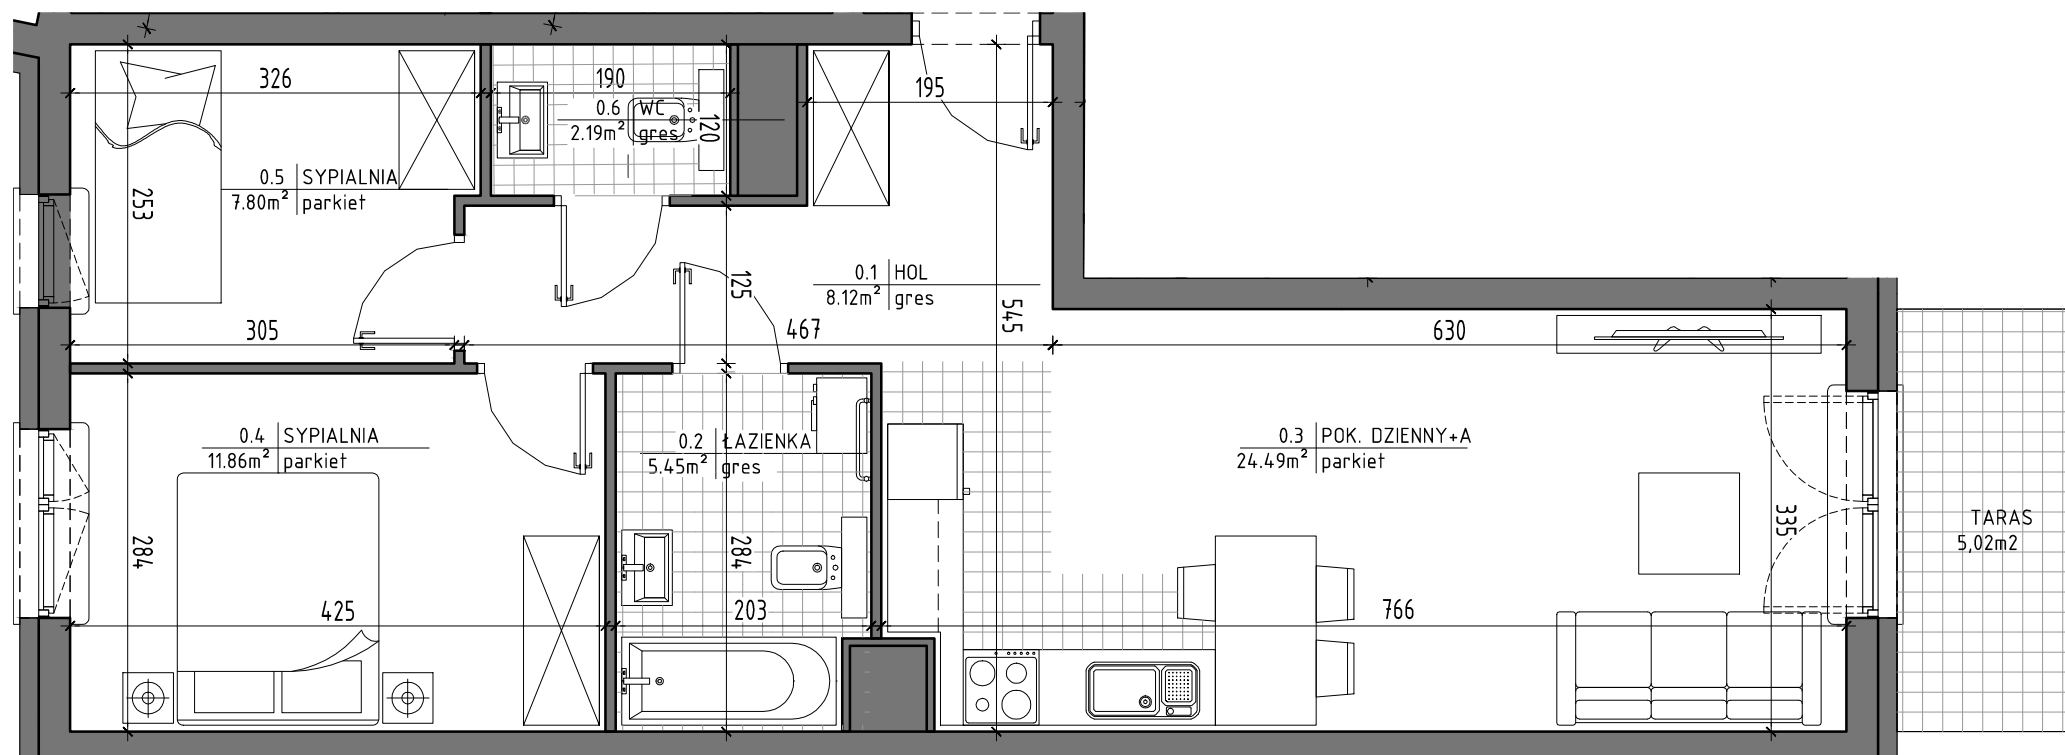 326
190
195
0.6 WC
2.19m² gres
120
0.5 SYPIALNIA
7.80m² parkiet
253
0.1 HOL
8.12m² gres
125
545
305
467
630
0.4 SYPIALNIA
11.86m² parkiet
0.2 ŁAZIENKA
5.45m² gres
0.3 POK. DZIENNY+A
24.49m² parkiet
284
284
335
TARAS
5,02m2
425
203
766